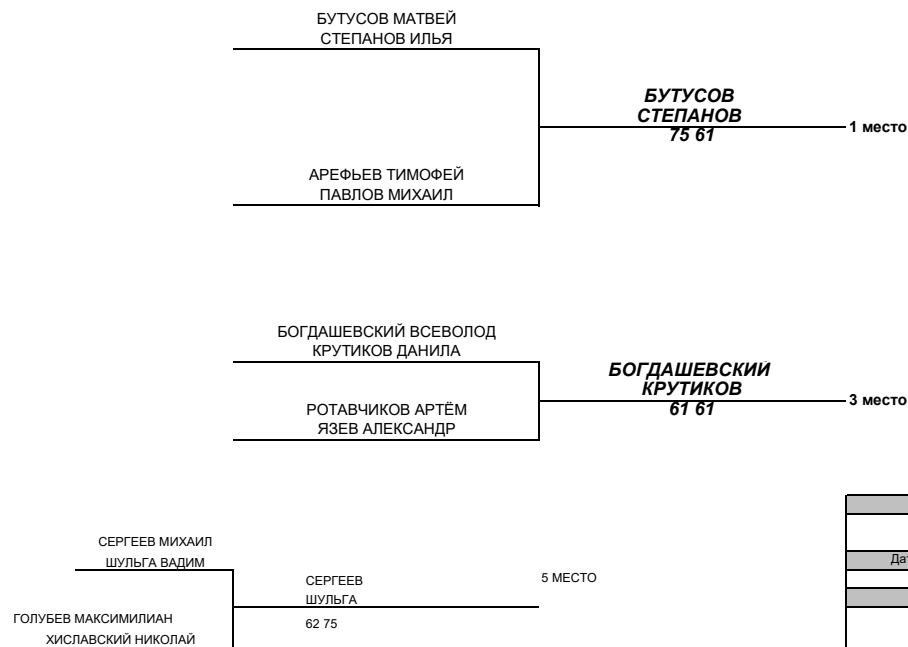 БУТУСОВ МАТВЕЙ
СТЕПАНОВ ИЛЬЯ
БУТУСОВ
СТЕПАНОВ
75 61
1 место
АРЕФЬЕВ ТИМОФЕЙ
ПАВЛОВ МИХАИЛ
БОГДАШЕВСКИЙ ВСЕВОЛОД
КРУТИКОВ ДАНИЛА
БОГДАШЕВСКИЙ
КРУТИКОВ
61 61
3 место
РОТАВЧИКОВ АРТЁМ
ЯЗЕВ АЛЕКСАНДР
СЕРГЕЕВ МИХАИЛ
ШУЛЬГА ВАДИМ
СЕРГЕЕВ
ШУЛЬГА
62 75
5 МЕСТО
ГОЛУБЕВ МАКСИМИЛИАН
ХИСЛАВСКИЙ НИКОЛАЙ